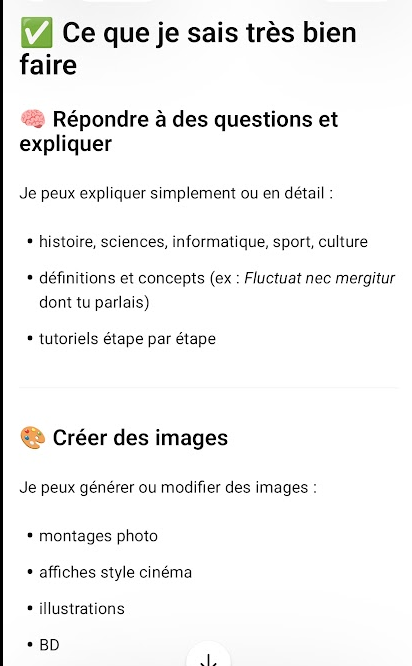 ✅ Ce que je sais très bien
faire
🧠 Répondre à des questions et
expliquer
Je peux expliquer simplement ou en détail :
• histoire, sciences, informatique, sport, culture
• définitions et concepts (ex : Fluctuat nec mergitur
dont tu parlais)
• tutoriels étape par étape
🎨 Créer des images
Je peux générer ou modifier des images :
• montages photo
• affiches style cinéma
• illustrations
• BD